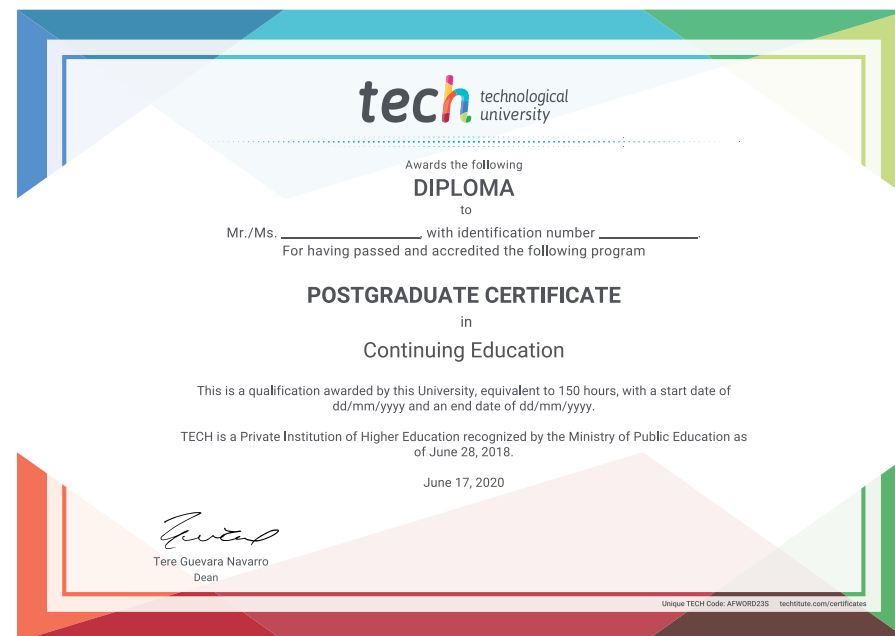 tech technological
university
Awards the following
DIPLOMA
to
Mr./Ms. ____________, with identification number ____________.
For having passed and accredited the following program
POSTGRADUATE CERTIFICATE
in
Continuing Education
This is a qualification awarded by this University, equivalent to 150 hours, with a start date of
dd/mm/yyyy and an end date of dd/mm/yyyy.
TECH is a Private Institution of Higher Education recognized by the Ministry of Public Education as
of June 28, 2018.
June 17, 2020
Tere Guevara Navarro
Dean
Unique TECH Code: AFWORD23S techtitute.com/certificates